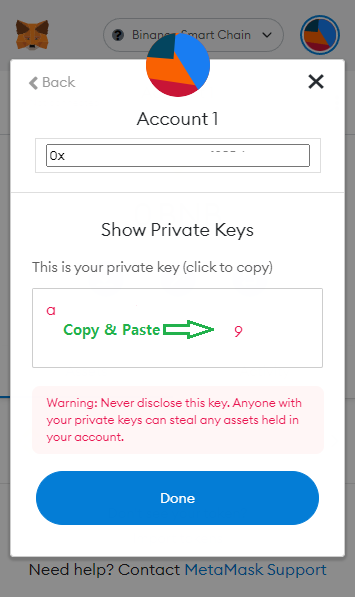 Binance Smart Chain
Back
Account 1
0x
Show Private Keys
This is your private key (click to copy)
a
Copy & Paste
9
Warning: Never disclose this key. Anyone with
your private keys can steal any assets held in
your account.
Done
Need help? Contact MetaMask Support